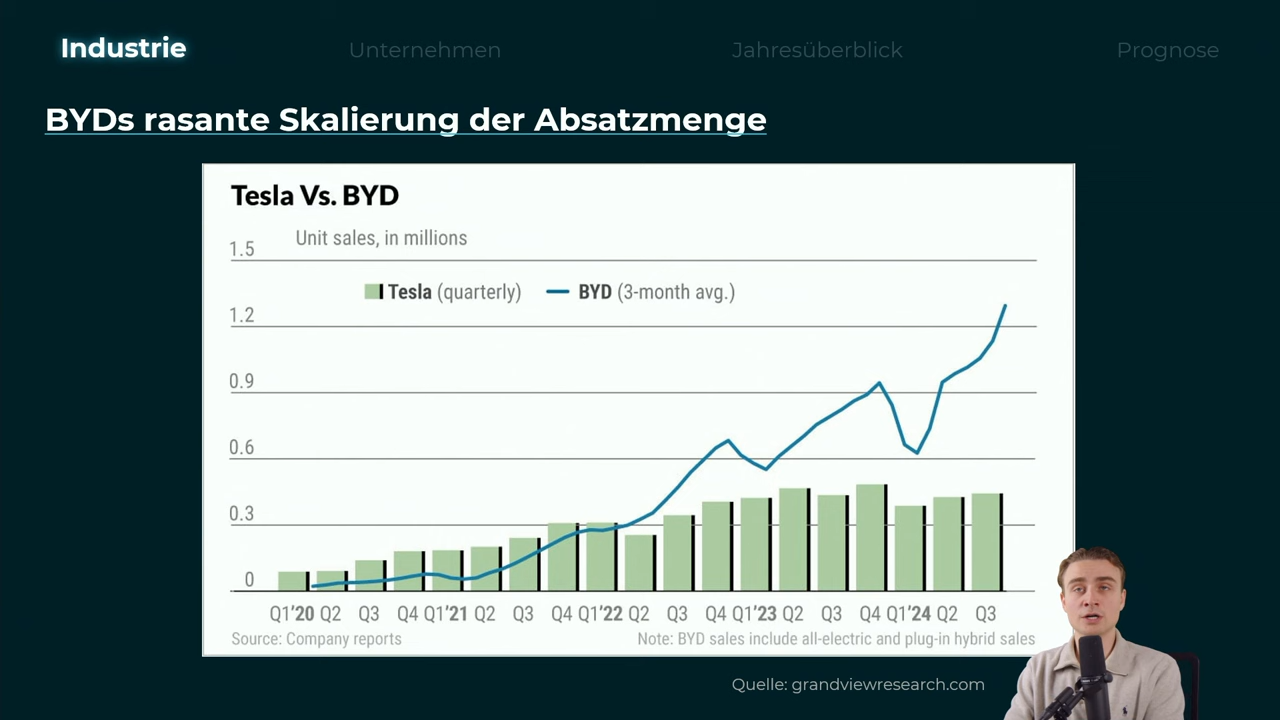 Industrie Unternehmen Jahresüberblick Prognose
BYDs rasante Skalierung der Absatzmenge
Tesla Vs. BYD
Unit sales, in millions
1.5
Tesla (quarterly) BYD (3-month avg.)
1.2
0.9
0.6
0.3
0
Q1'20 Q2 Q3 Q4 Q1'21 Q2 Q3 Q4 Q1'22 Q2 Q3 Q4 Q1'23 Q2 Q3 Q4 Q1'24 Q2 Q3
Source: Company reports Note: BYD sales include all-electric and plug-in hybrid sales
Quelle: grandviewresearch.com